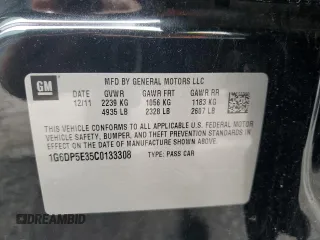 GM
MFD BY GENERAL MOTORS LLC
12/11
GVWR
2239 KG
4935 LB
GAWR FRT
1056 KG
2328 LB
GAWR RR
1183 KG
2607 LB
THIS VEHICLE CONFORMS TO ALL APPLICABLE U.S. FEDERAL MOTOR
VEHICLE SAFETY, BUMPER, AND THEFT PREVENTION
STANDARDS IN EFFECT ON THE DATE OF MANUFACTURE
SHOWN ABOVE.
1G6DP5E35C0133308 TYPE: PASS CAR
DREAMBID